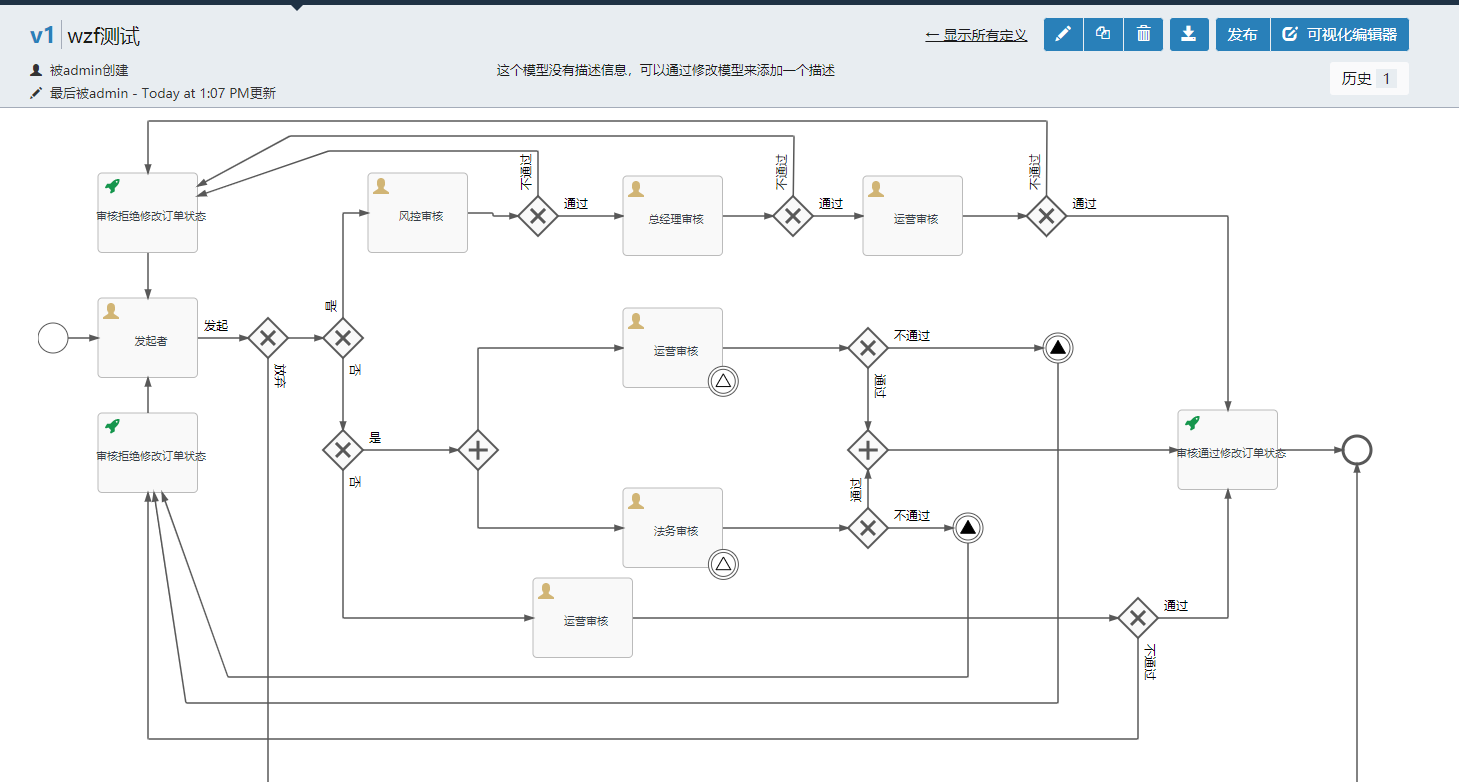 v1 wzf测试
← 显示所有定义
发布
可视化编辑器
被admin创建
这个模型没有描述信息，可以通过修改模型来添加一个描述
历史 1
最后被admin - Today at 1:07 PM更新
不通过
不通过
不通过
审核拒绝修改订单状态
风控审核
通过
总经理审核
通过
运营审核
通过
是
发起者
发起
放弃
否
运营审核
不通过
通过
审核拒绝修改订单状态
是
否
审核通过修改订单状态
通过
法务审核
不通过
运营审核
通过
不通过